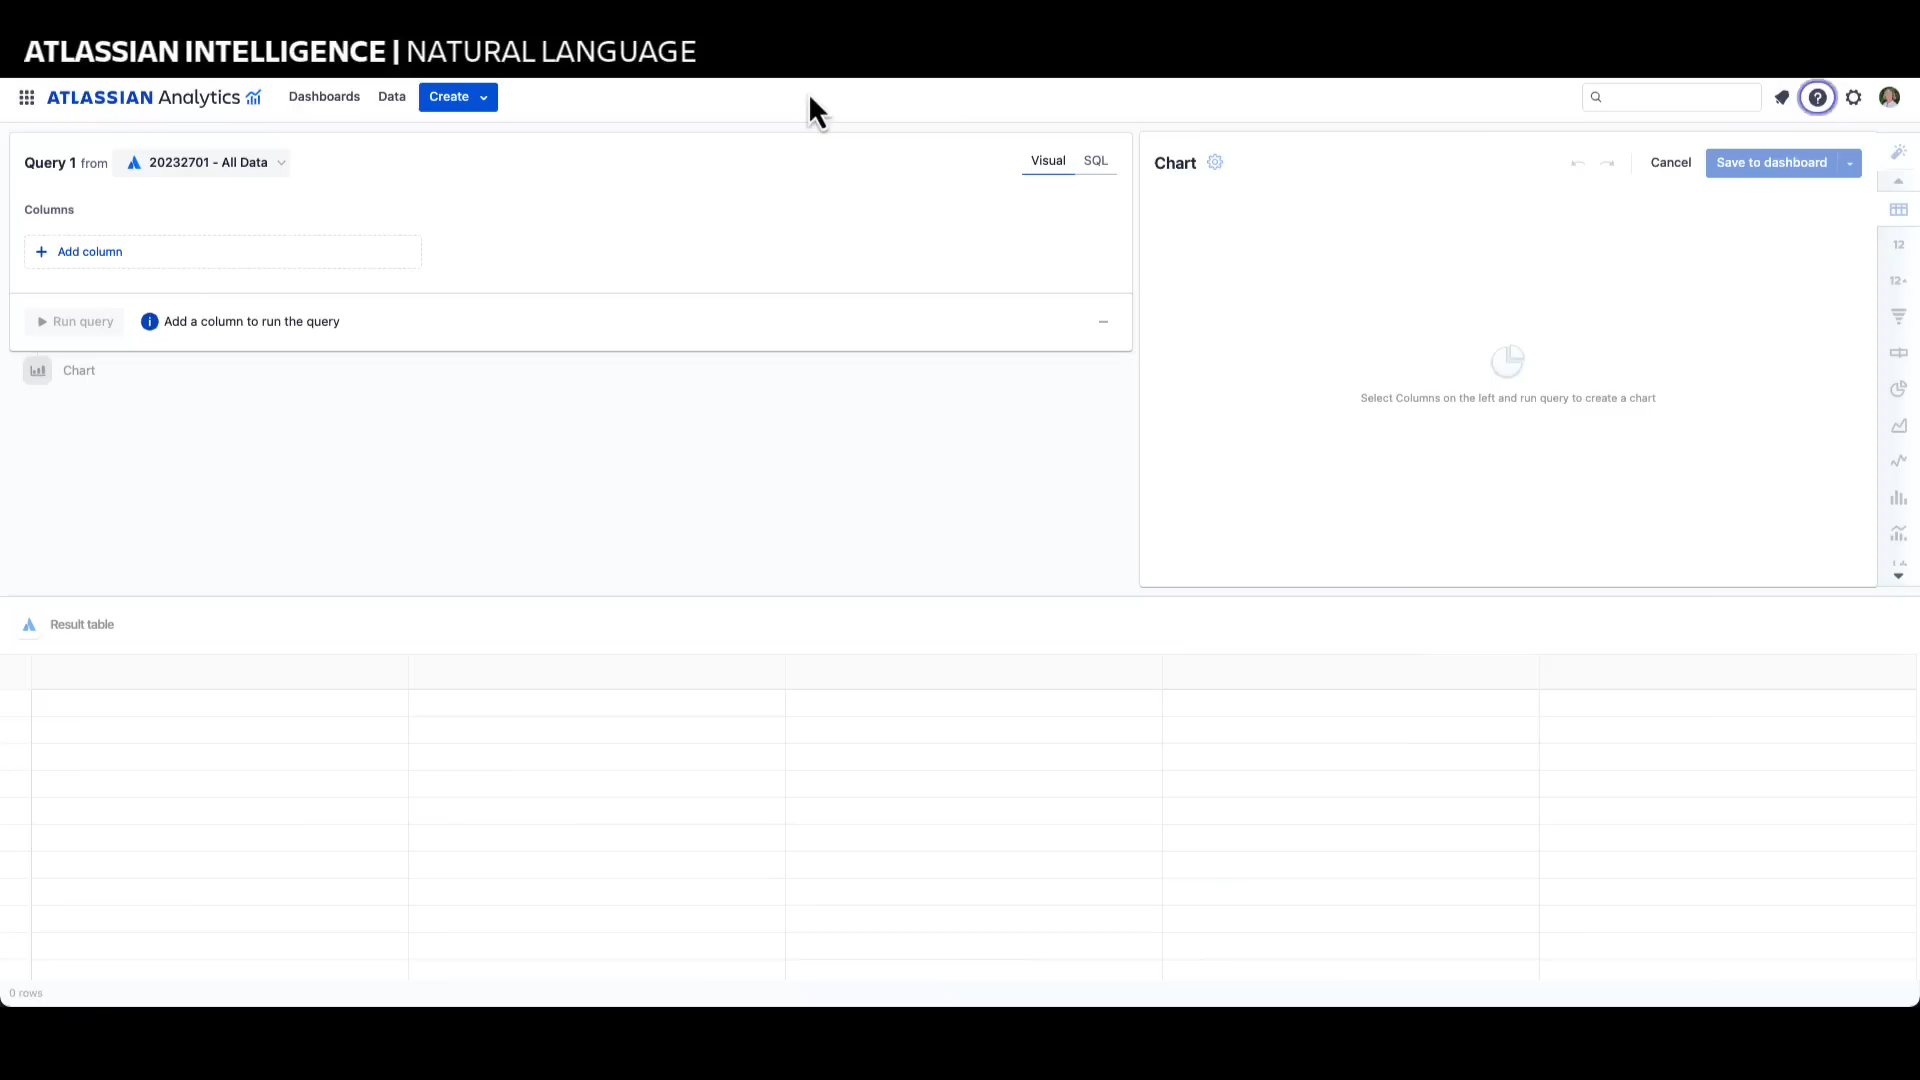 ATLASSIAN INTELLIGENCE | NATURAL LANGUAGE
ATLASSIAN Analytics Dashboards Data Create
Query 1 from 20232701 - All Data Visual SQL
Chart Cancel Save to dashboard
Columns
+ Add column
Run query Add a column to run the query
Chart
Select Columns on the left and run query to create a chart
12
12
Result table
0 rows